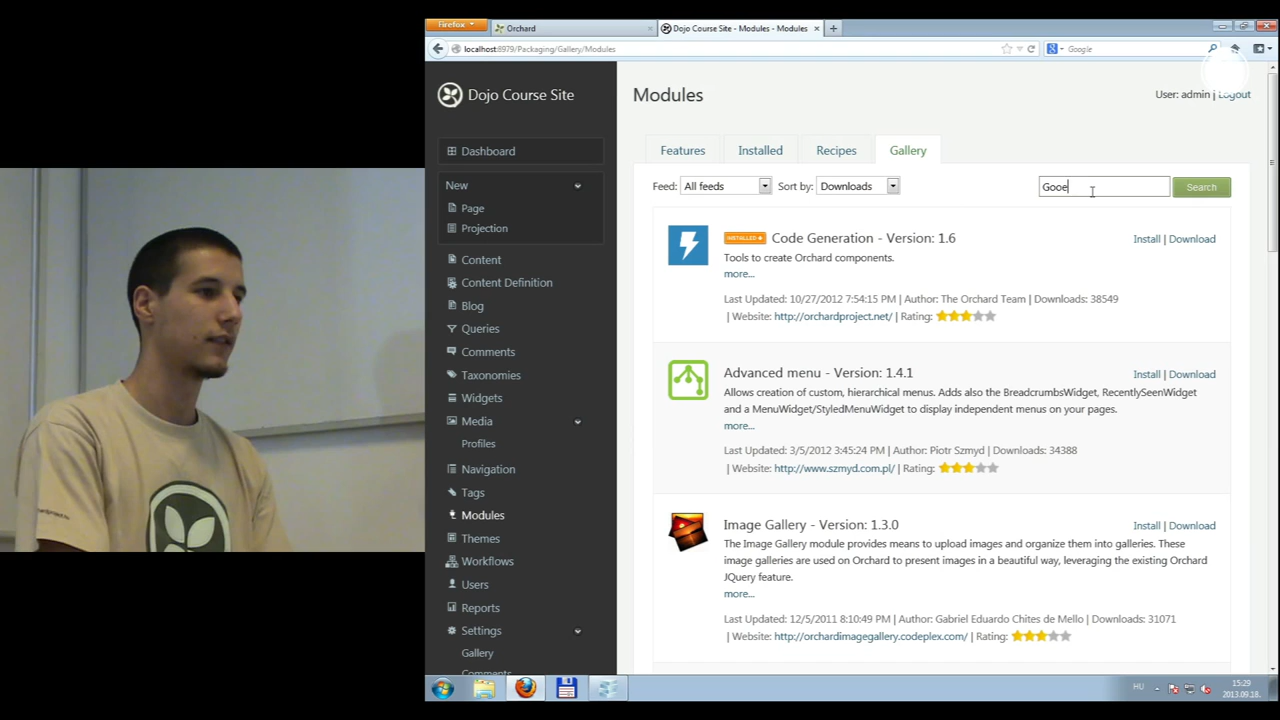 Firefox
Orchard
Dojo Course Site - Modules - Modules
localhost:8979/Packaging/Gallery/Modules
Google
Dojo Course Site
Modules
User: admin | Logout
Dashboard
New
Page
Projection
Content
Content Definition
Blog
Queries
Comments
Taxonomies
Widgets
Media
Profiles
Navigation
Tags
Modules
Themes
Workflows
Users
Reports
Settings
Gallery
Comments
Features
Installed
Recipes
Gallery
Feed: All feeds Sort by: Downloads
Gooe
Search
INSTALLED Code Generation - Version: 1.6
Install | Download
Tools to create Orchard components.
more...
Last Updated: 10/27/2012 7:54:15 PM | Author: The Orchard Team | Downloads: 38549
| Website: http://orchardproject.net/ | Rating:
Advanced menu - Version: 1.4.1
Install | Download
Allows creation of custom, hierarchical menus. Adds also the BreadcrumbsWidget, RecentlySeenWidget
and a MenuWidget/StyledMenuWidget to display independent menus on your pages.
more...
Last Updated: 3/5/2012 3:45:24 PM | Author: Piotr Szmyd | Downloads: 34388
| Website: http://www.szmyd.com.pl/ | Rating:
Image Gallery - Version: 1.3.0
Install | Download
The Image Gallery module provides means to upload images and organize them into galleries. These
image galleries are used on Orchard to present images in a beautiful way, leveraging the existing Orchard
JQuery feature.
more...
Last Updated: 12/5/2011 8:10:49 PM | Author: Gabriel Eduardo Chites de Mello | Downloads: 31071
| Website: http://orchardimagegallery.codeplex.com/ | Rating:
HU
15:29
2013.09.18.